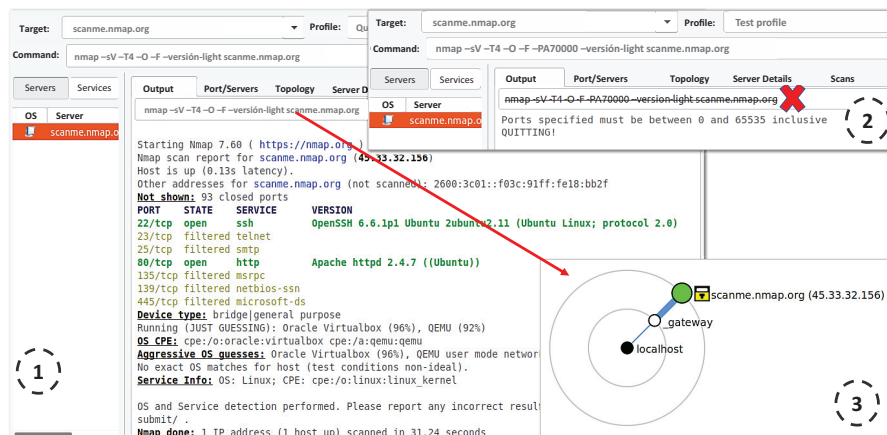 Target: scanme.nmap.org Profile: Qu
Command: nmap –sV –T4 –O –F –versión-light scanme.nmap.org
Servers Services
OS Server
scanme.nmap.o
Output Port/Servers Topology Server D
nmap –sV –T4 –O –F –versión-light scanme.nmap.org
Starting Nmap 7.60 ( https://nmap.org )
Nmap scan report for scanme.nmap.org (45.33.32.156)
Host is up (0.13s latency).
Other addresses for scanme.nmap.org (not scanned): 2600:3c01::f03c:91ff:fe18:bb2f
Not shown: 93 closed ports
PORT STATE SERVICE VERSION
22/tcp open ssh OpenSSH 6.6.1p1 Ubuntu 2ubuntu2.11 (Ubuntu Linux; protocol 2.0)
23/tcp filtered telnet
25/tcp filtered smtp
80/tcp open http Apache httpd 2.4.7 ((Ubuntu))
135/tcp filtered msrpc
139/tcp filtered netbios-ssn
445/tcp filtered microsoft-ds
Device type: bridge|general purpose
Running (JUST GUESSING): Oracle Virtualbox (96%), QEMU (92%)
OS CPE: cpe:/o:oracle:virtualbox cpe:/a:qemu:qemu
Aggressive OS guesses: Oracle Virtualbox (96%), QEMU user mode networ
No exact OS matches for host (test conditions non-ideal).
Service Info: OS: Linux; CPE: cpe:/o:linux:linux_kernel
OS and Service detection performed. Please report any incorrect resul
submit/ .
Nmap done: 1 IP address (1 host up) scanned in 31.24 seconds
1
Target: scanme.nmap.org Profile: Test profile
Command: nmap –sV –T4 –O –F –PA70000 –versión-light scanme.nmap.org
Servers Services
OS Server
scanme.nmap.o
Output Port/Servers Topology Server Details Scans
nmap -sV -T4 -O -F -PA70000 –version-light scanme.nmap.org
Ports specified must be between 0 and 65535 inclusive
QUITTING!
2
scanme.nmap.org (45.33.32.156)
_gateway
localhost
3